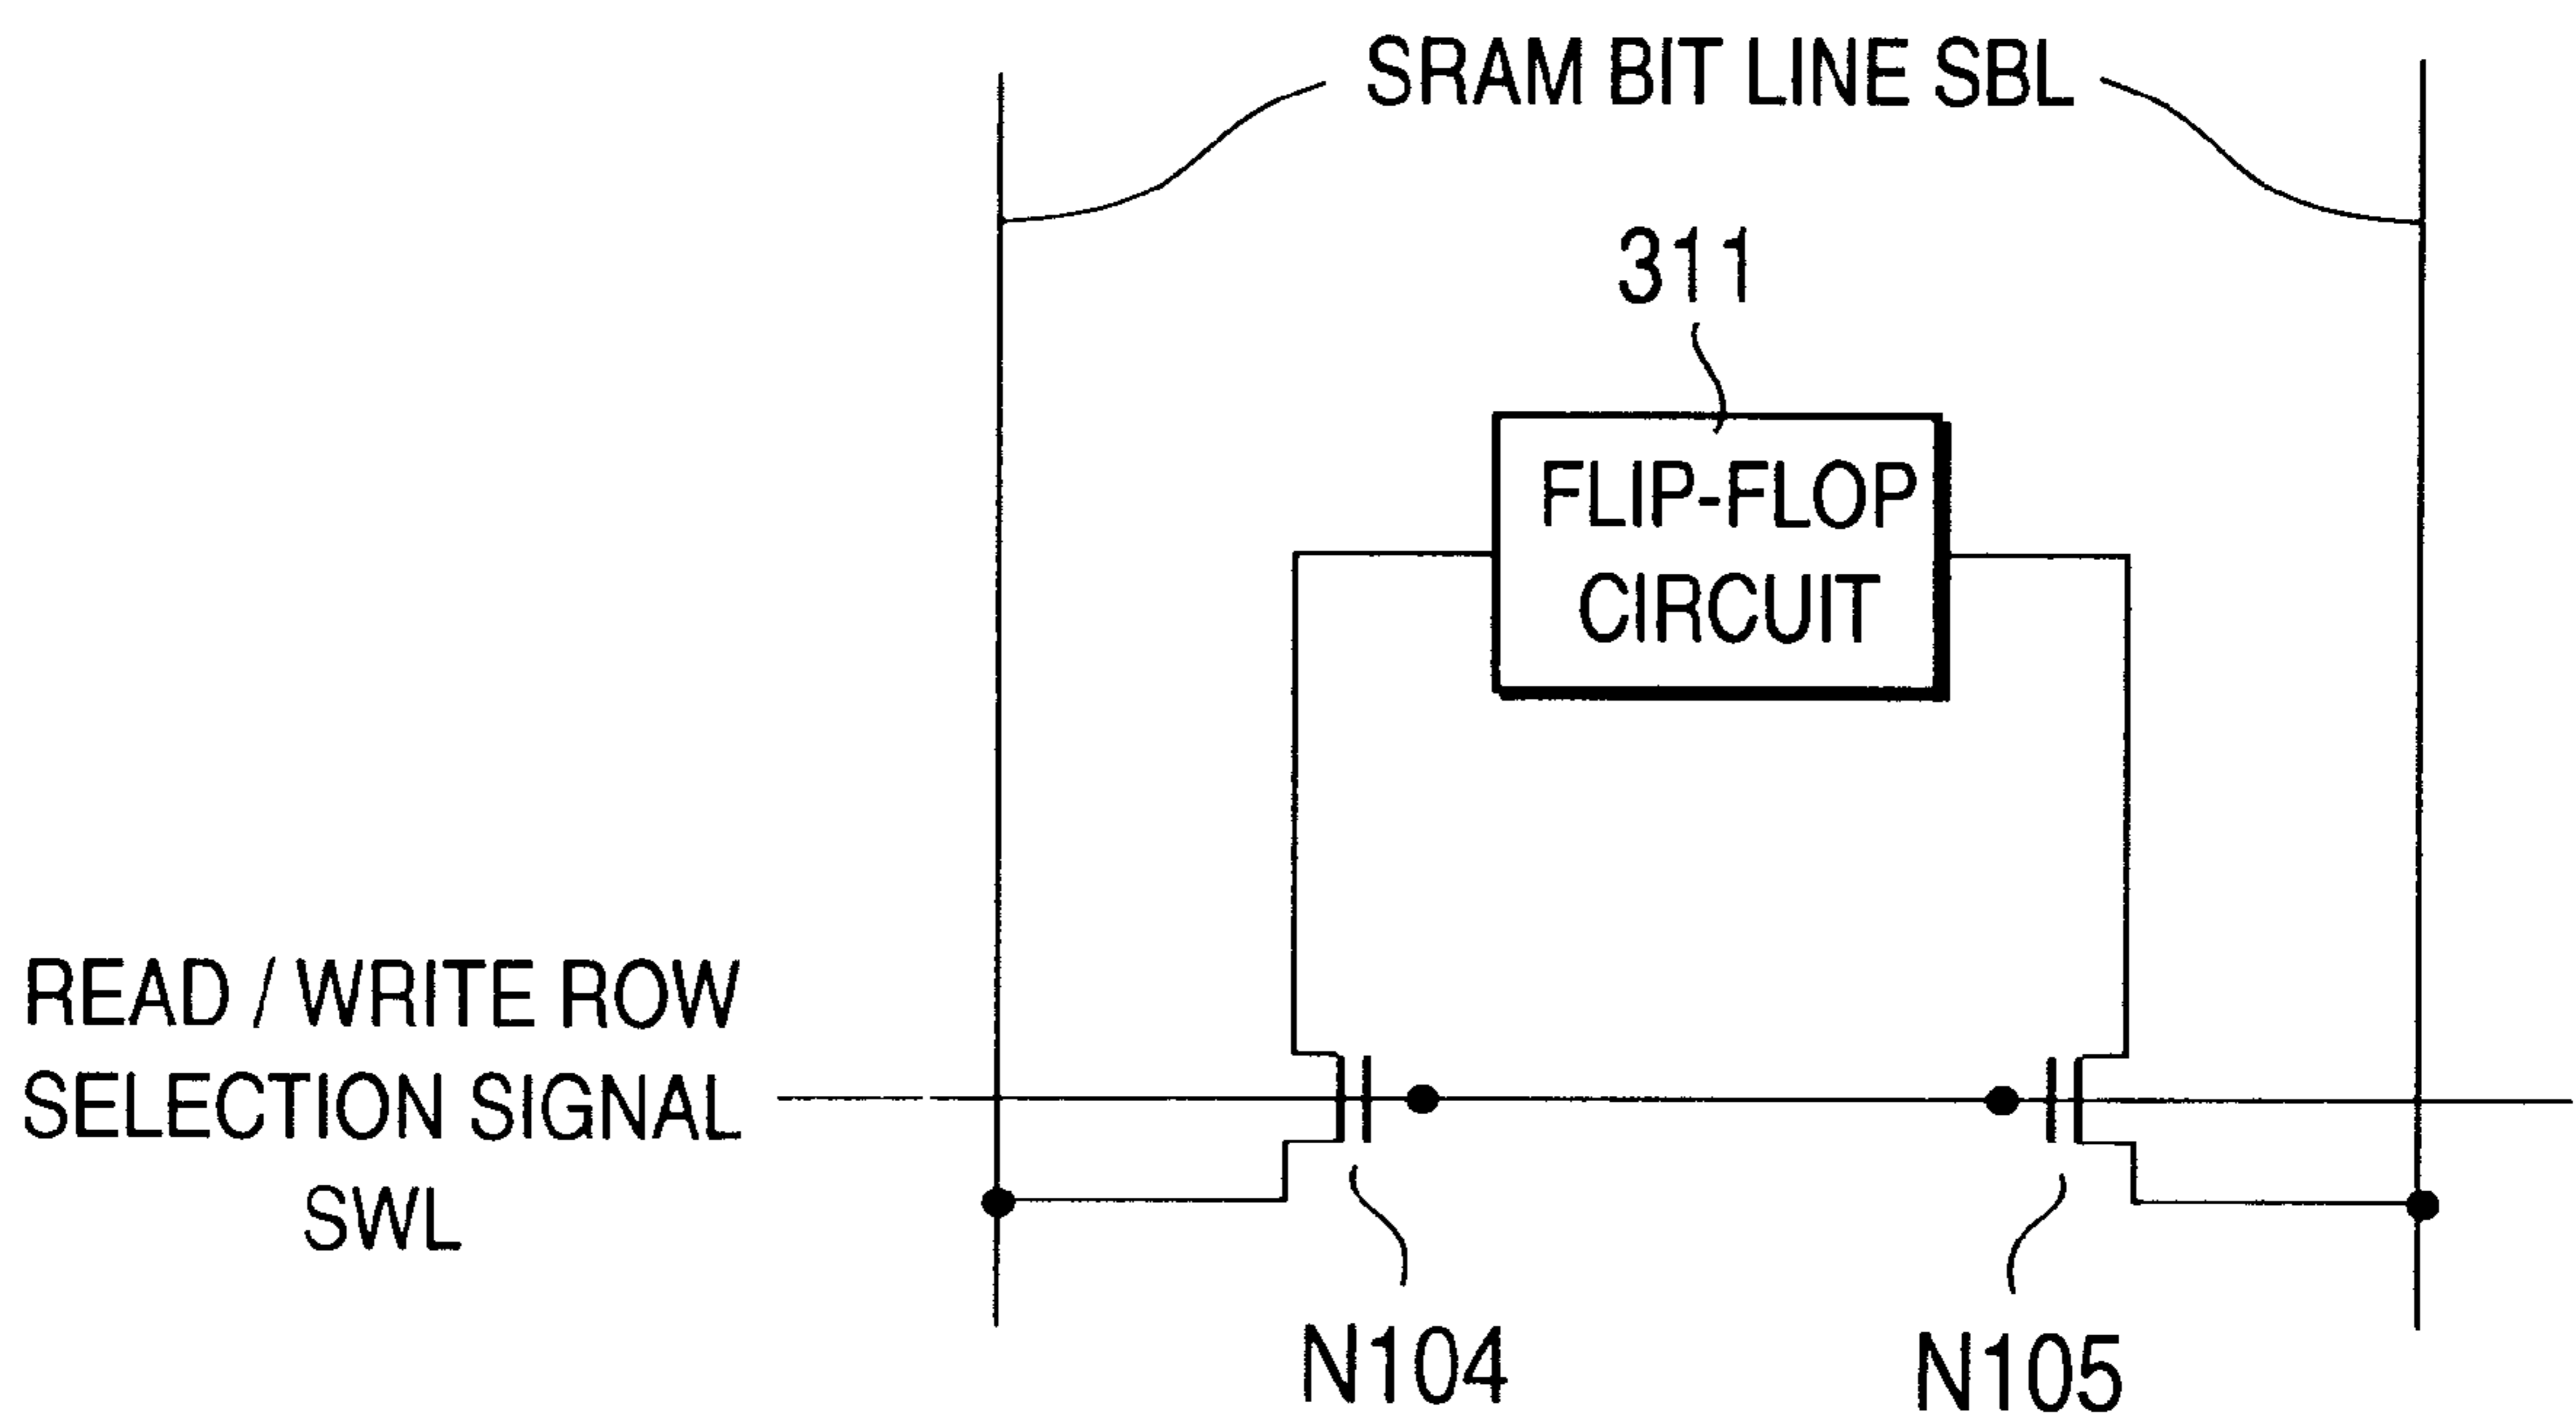 SRAM BIT LINE SBL
311
FLIP-FLOP
CIRCUIT
READ / WRITE ROW
SELECTION SIGNAL
SWL
N104
N105